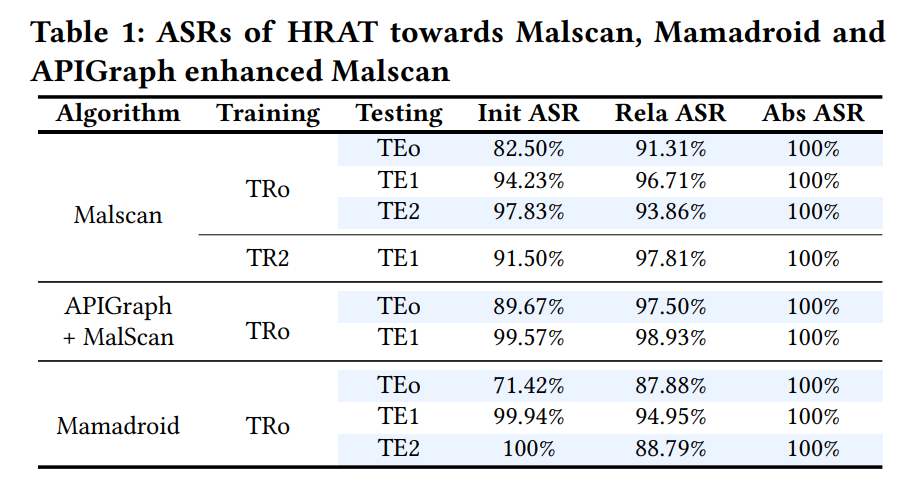 Table 1: ASRs of HRAT towards Malscan, Mamadroid and
APIGraph enhanced Malscan
Algorithm Training Testing Init ASR Rela ASR Abs ASR
Malscan TRo TEo 82.50% 91.31% 100%
TE1 94.23% 96.71% 100%
TE2 97.83% 93.86% 100%
TR2 TE1 91.50% 97.81% 100%
APIGraph
+ MalScan TRo TEo 89.67% 97.50% 100%
TE1 99.57% 98.93% 100%
Mamadroid TRo TEo 71.42% 87.88% 100%
TE1 99.94% 94.95% 100%
TE2 100% 88.79% 100%